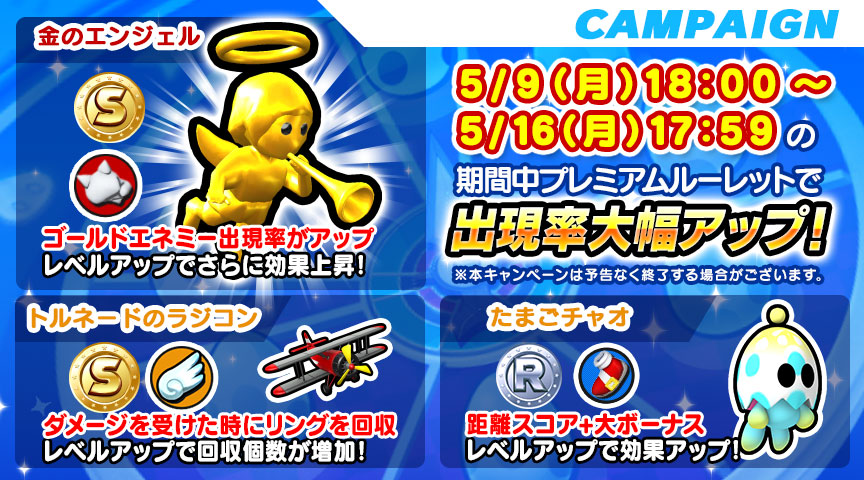 CAMPAIGN
金のエンジェル
S
ゴールドエネミー出現率がアップ
レベルアップでさらに効果上昇!
5/9(月)18:00～
5/16(月)17:59の
期間中プレミアムルーレットで
出現率大幅アップ!
※本キャンペーンは予告なく終了する場合がございます。
トルネードのラジコン
S
ダメージを受けた時にリングを回収
レベルアップで回収個数が増加!
たまごチャオ
R
距離スコア+大ボーナス
レベルアップで効果アップ!